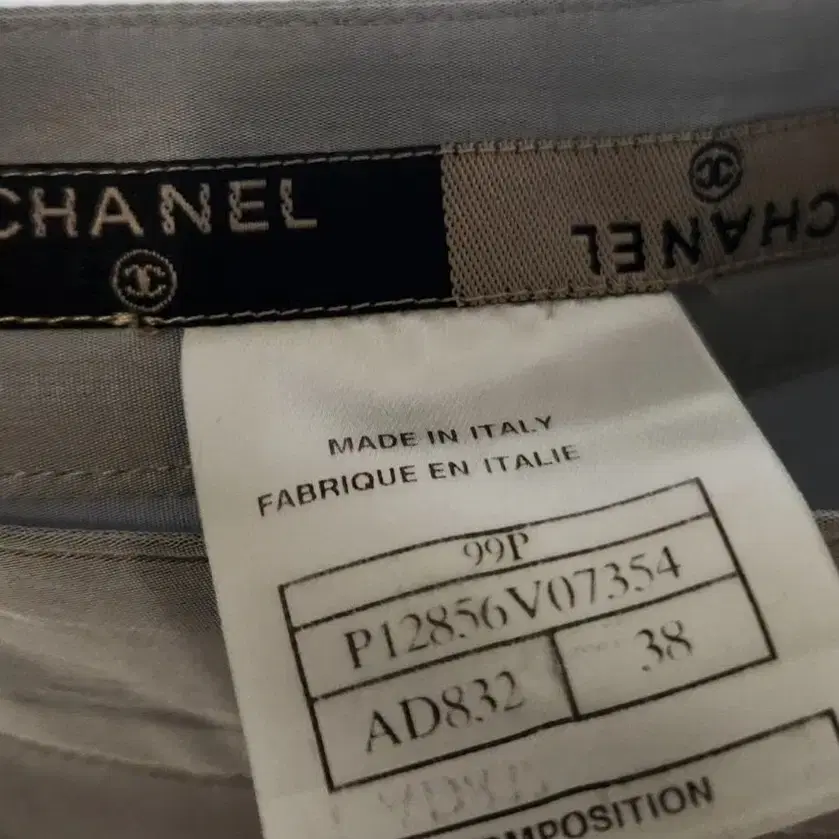 CHANEL
CHANEL
MADE IN ITALY
FABRIQUE EN ITALIE
99P
P12856V07354
AD832 38